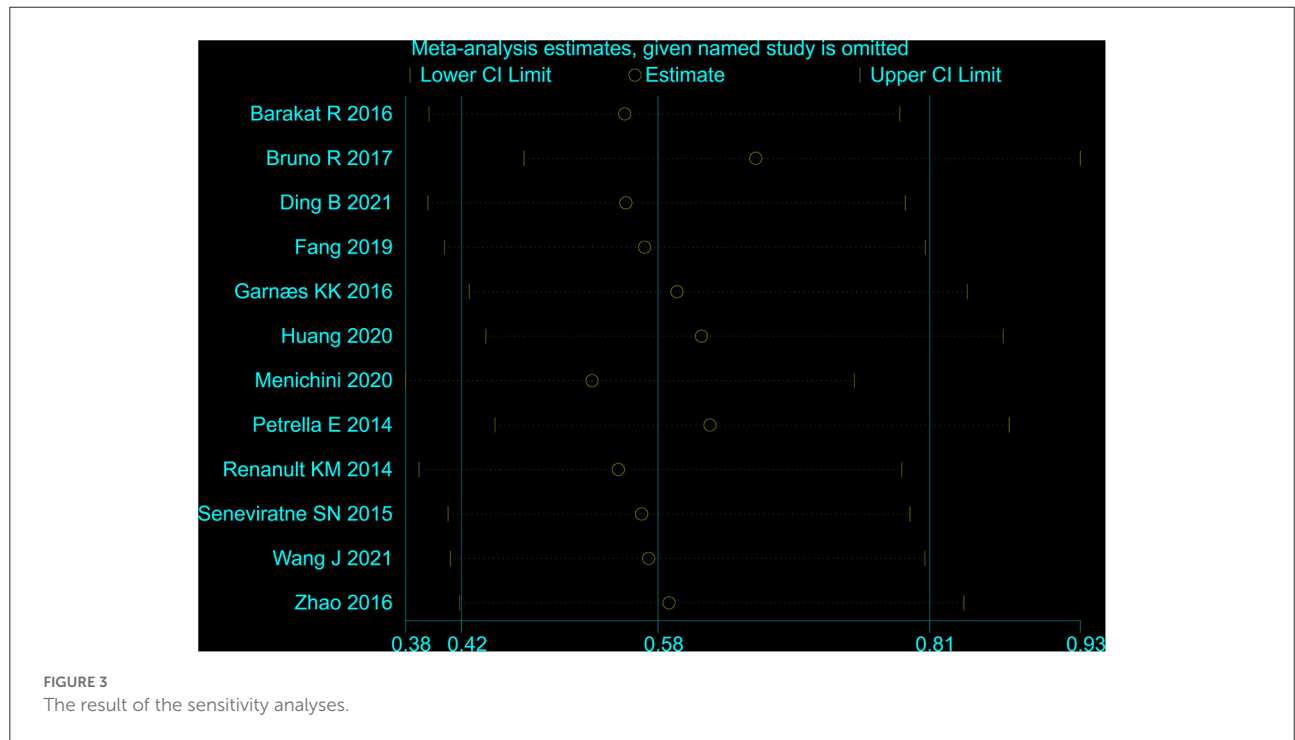 Meta-analysis estimates, given named study is omitted
Lower CI Limit Estimate Upper CI Limit
Barakat R 2016
Bruno R 2017
Ding B 2021
Fang 2019
Garnæs KK 2016
Huang 2020
Menichini 2020
Petrella E 2014
Renanult KM 2014
Seneviratne SN 2015
Wang J 2021
Zhao 2016
0.38 0.42 0.58 0.81 0.93
FIGURE 3
The result of the sensitivity analyses.